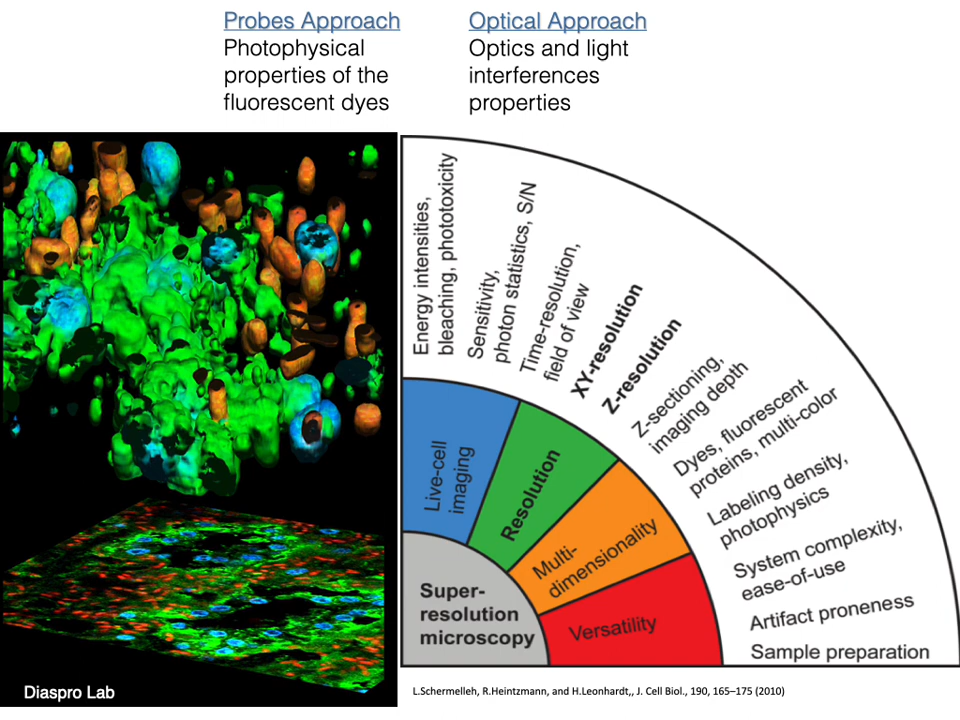 Probes Approach
Photophysical
properties of the
fluorescent dyes
Optical Approach
Optics and light
interferences
properties
Energy intensities,
bleaching, phototoxicity
Sensitivity,
photon statistics, S/N
Time-resolution,
field of view
XY-resolution
Z-resolution
Z-sectioning,
imaging depth
Dyes, fluorescent
proteins, multi-color
Labeling density,
photophysics
System complexity,
ease-of-use
Artifact proneness
Sample preparation
Live-cell
imaging
Resolution
Multi-
dimensionality
Versatility
Super-
resolution
microscopy
Diaspro Lab
L.Schermelleh, R.Heintzmann, and H.Leonhardt,, J. Cell Biol., 190, 165–175 (2010)